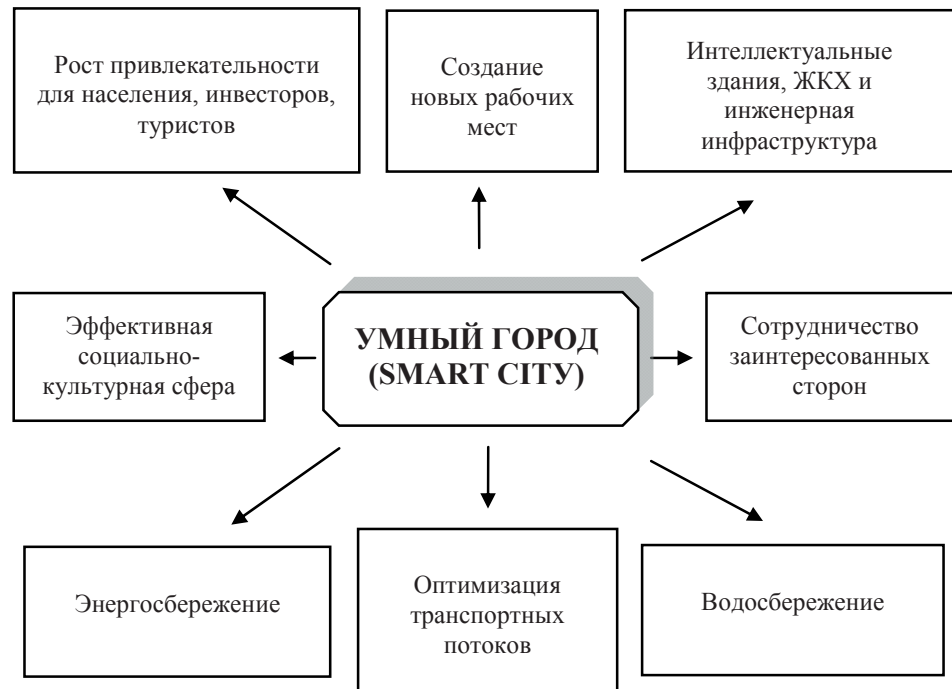 Рост привлекательности
для населения, инвесторов,
туристов
Создание
новых рабочих
мест
Интеллектуальные
здания, ЖКХ и
инженерная
инфраструктура
Эффективная
социально-
культурная сфера
УМНЫЙ ГОРОД
(SMART CITY)
Сотрудничество
заинтересованных
сторон
Энергосбережение
Оптимизация
транспортных
потоков
Водосбережение